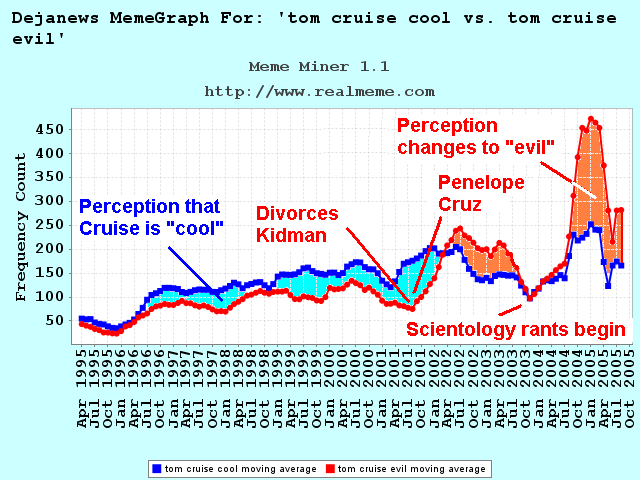 Dejanews MemeGraph For: 'tom cruise cool vs. tom cruise
evil'
Meme Miner 1.1
http://www.realmeme.com
Frequency Count
450
400
350
300
250
200
150
100
50
Perception
changes to "evil"
Penelope
Cruz
Perception that
Cruise is "cool"
Divorces
Kidman
Scientology rants begin
Apr 1995
Jul 1995
Oct 1995
Jan 1996
Apr 1996
Jul 1996
Oct 1996
Jan 1997
Apr 1997
Jul 1997
Oct 1997
Jan 1998
Apr 1998
Jul 1998
Oct 1998
Jan 1999
Apr 1999
Jul 1999
Oct 1999
Jan 2000
Apr 2000
Jul 2000
Oct 2000
Jan 2001
Apr 2001
Jul 2001
Oct 2001
Jan 2002
Apr 2002
Jul 2002
Oct 2002
Jan 2003
Apr 2003
Jul 2003
Oct 2003
Jan 2004
Apr 2004
Jul 2004
Oct 2004
Jan 2005
Apr 2005
Jul 2005
Oct 2005
tom cruise cool moving average
tom cruise evil moving average